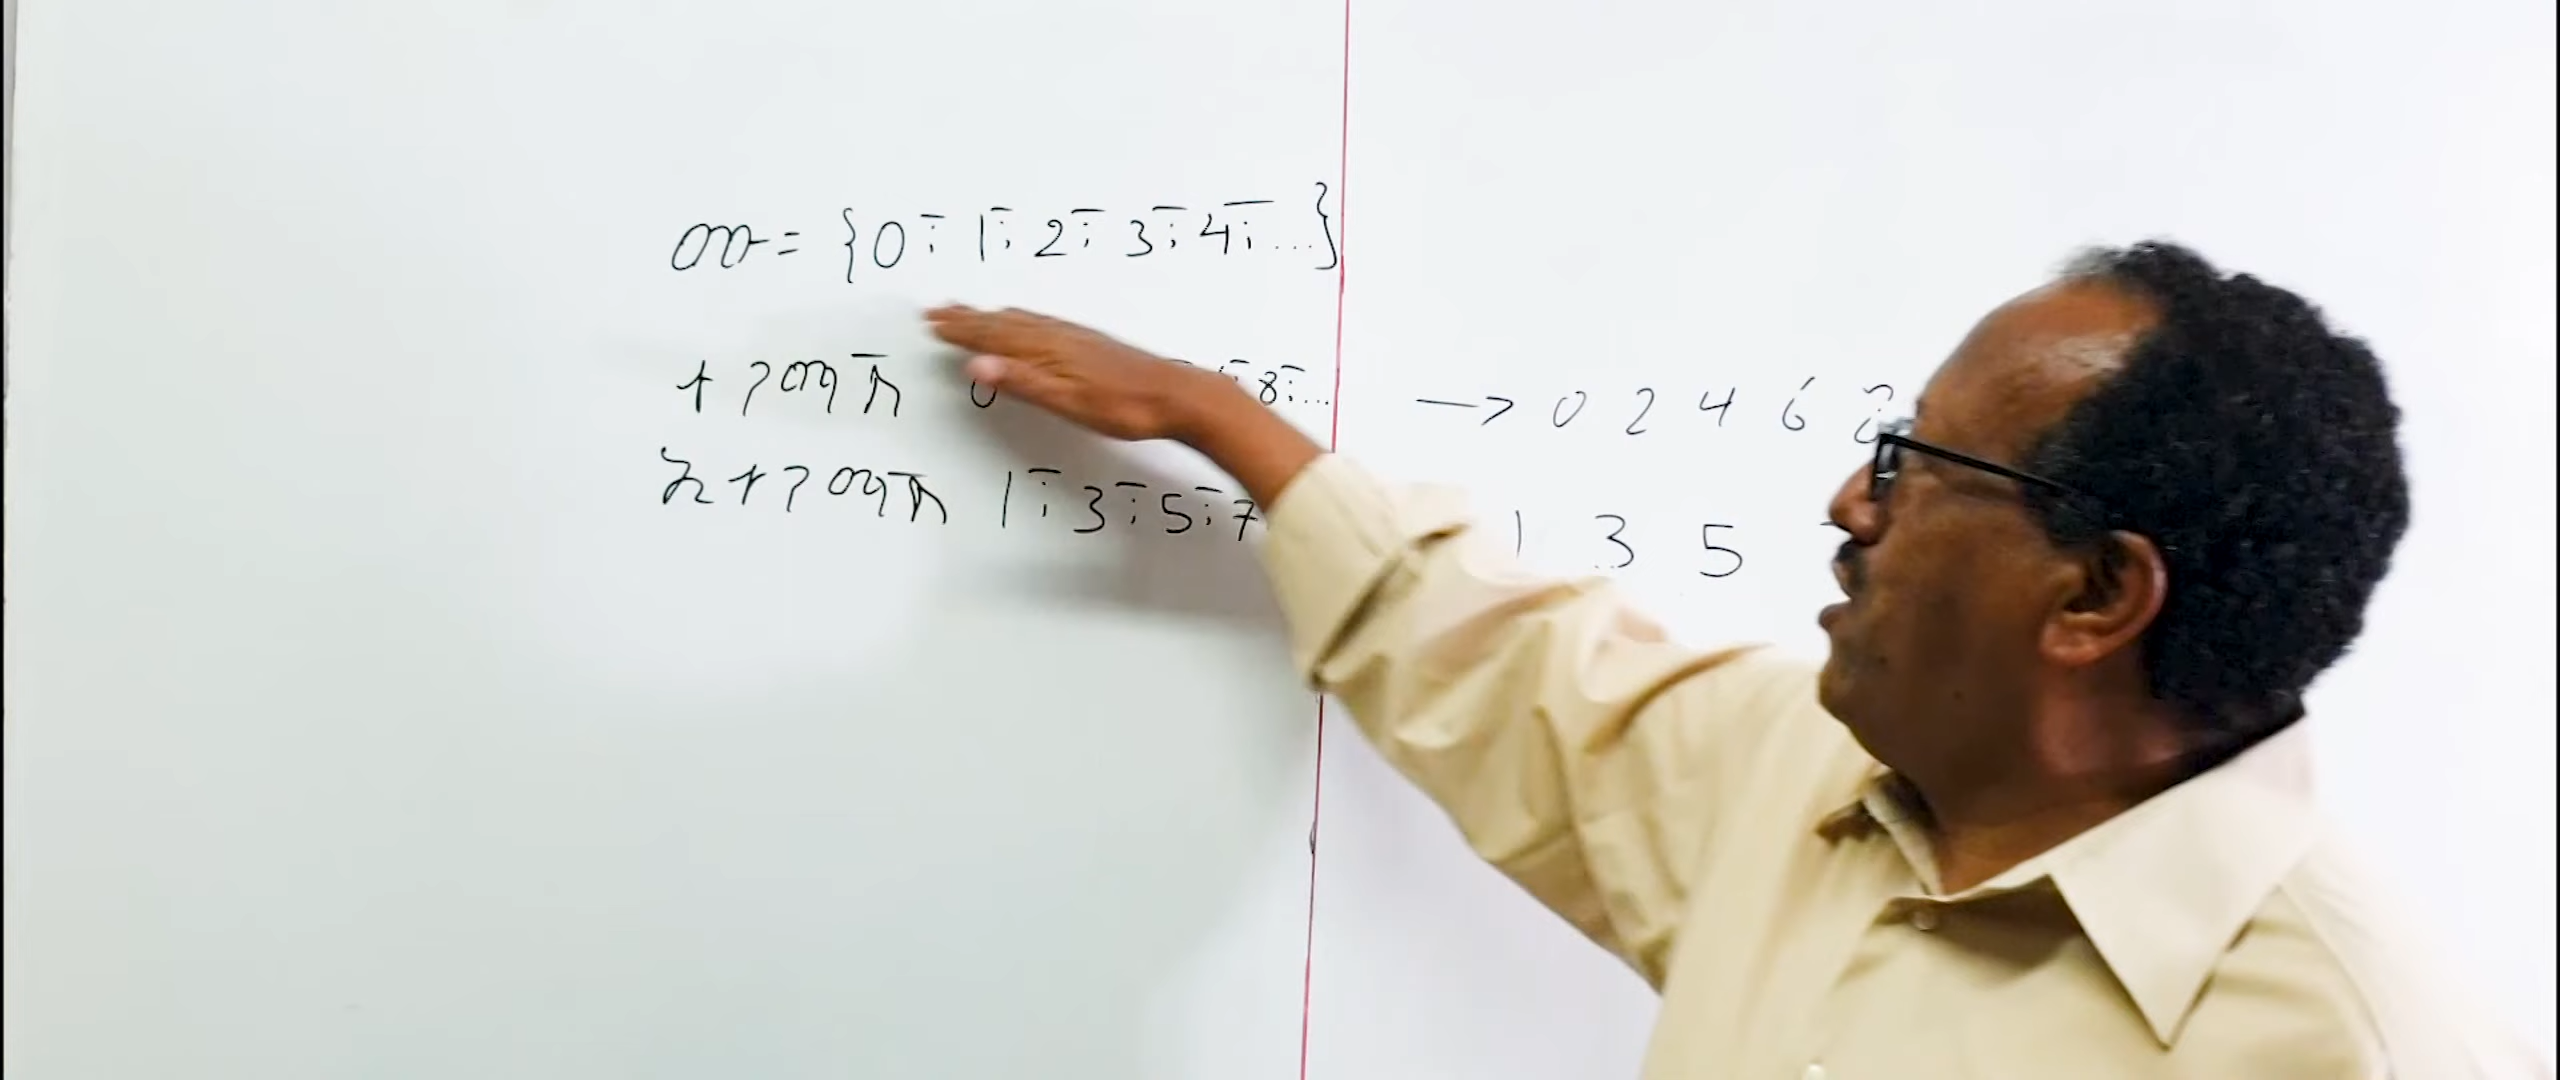 ሙ = {0፣ 1፣ 2፣ 3፣ 4፣ ...}
ተጋማሽ 0 8፣... → 0 2 4 6 8
ኢተጋማሽ 1፣ 3፣ 5፣ 7 1 3 5